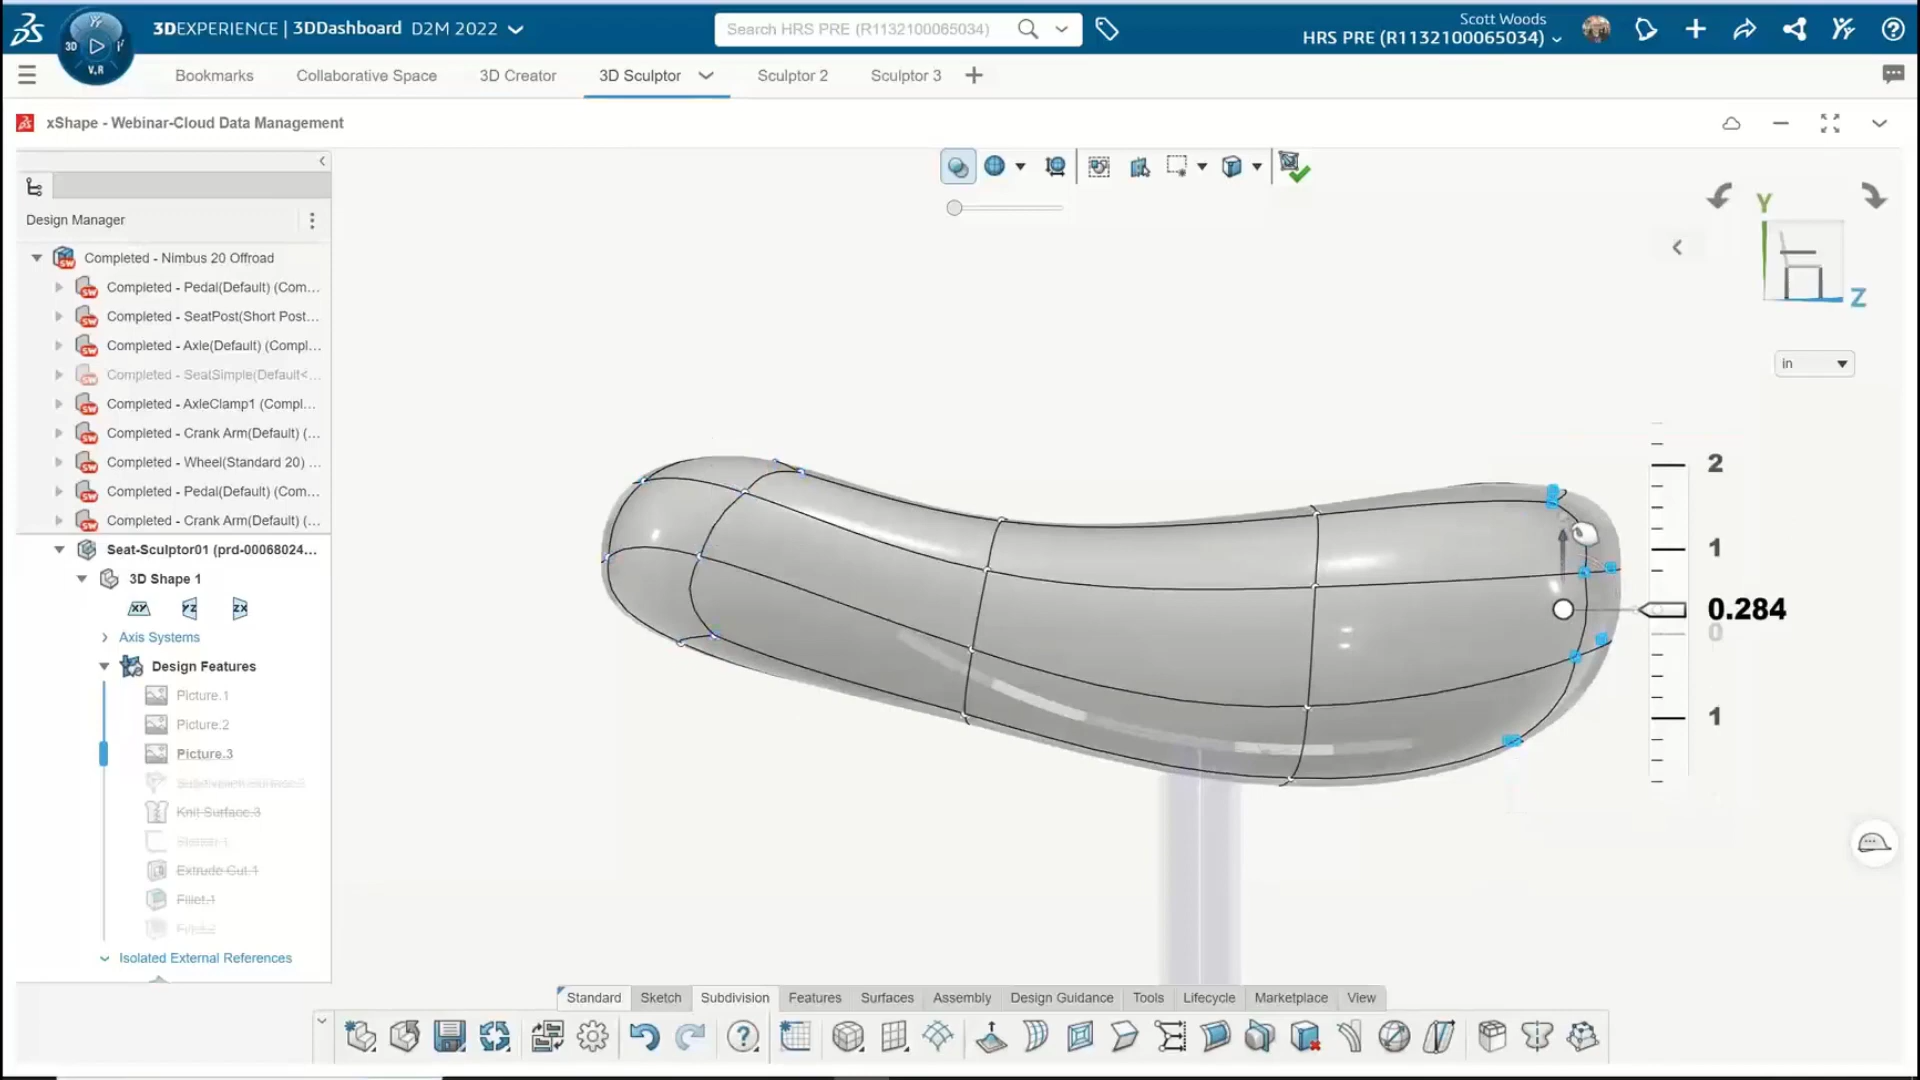 3DEXPERIENCE | 3DDashboard D2M 2022
Search HRS PRE (R1132100065034)
Scott Woods
HRS PRE (R1132100065034)
3D
V,R
Bookmarks
Collaborative Space
3D Creator
3D Sculptor
Sculptor 2
Sculptor 3
xShape - Webinar-Cloud Data Management
Design Manager
Completed - Nimbus 20 Offroad
Completed - Pedal(Default) (Com...
Completed - SeatPost(Short Post...
Completed - Axle(Default) (Compl...
Completed - SeatSimple(Default<...
Completed - AxleClamp1 (Compl...
Completed - Crank Arm(Default) (...
Completed - Wheel(Standard 20) ...
Completed - Pedal(Default) (Com...
Completed - Crank Arm(Default) (...
Seat-Sculptor01 (prd-00068024...
3D Shape 1
XY
YZ
ZX
Axis Systems
Design Features
Picture.1
Picture.2
Picture.3
Knit Surface.3
Extrude Cut.1
Fillet.1
Isolated External References
Y
Z
in
2
1
0.284
0
1
Standard
Sketch
Subdivision
Features
Surfaces
Assembly
Design Guidance
Tools
Lifecycle
Marketplace
View